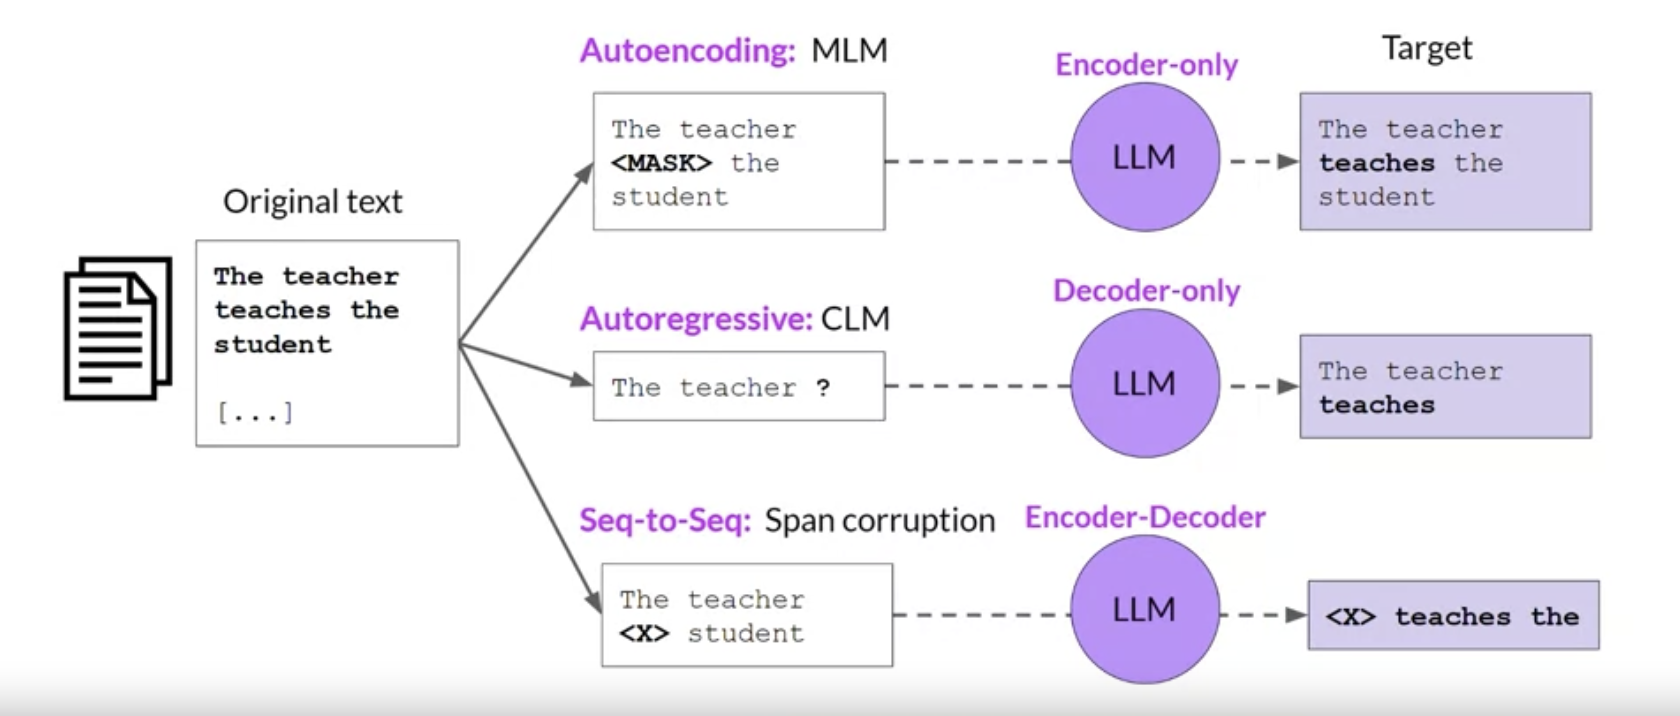 Original text
The teacher
teaches the
student
[...]
Autoencoding: MLM
The teacher
<MASK> the
student
Encoder-only
LLM
Target
The teacher
teaches the
student
Autoregressive: CLM
The teacher ?
Decoder-only
LLM
The teacher
teaches
Seq-to-Seq: Span corruption
The teacher
<X> student
Encoder-Decoder
LLM
<X> teaches the